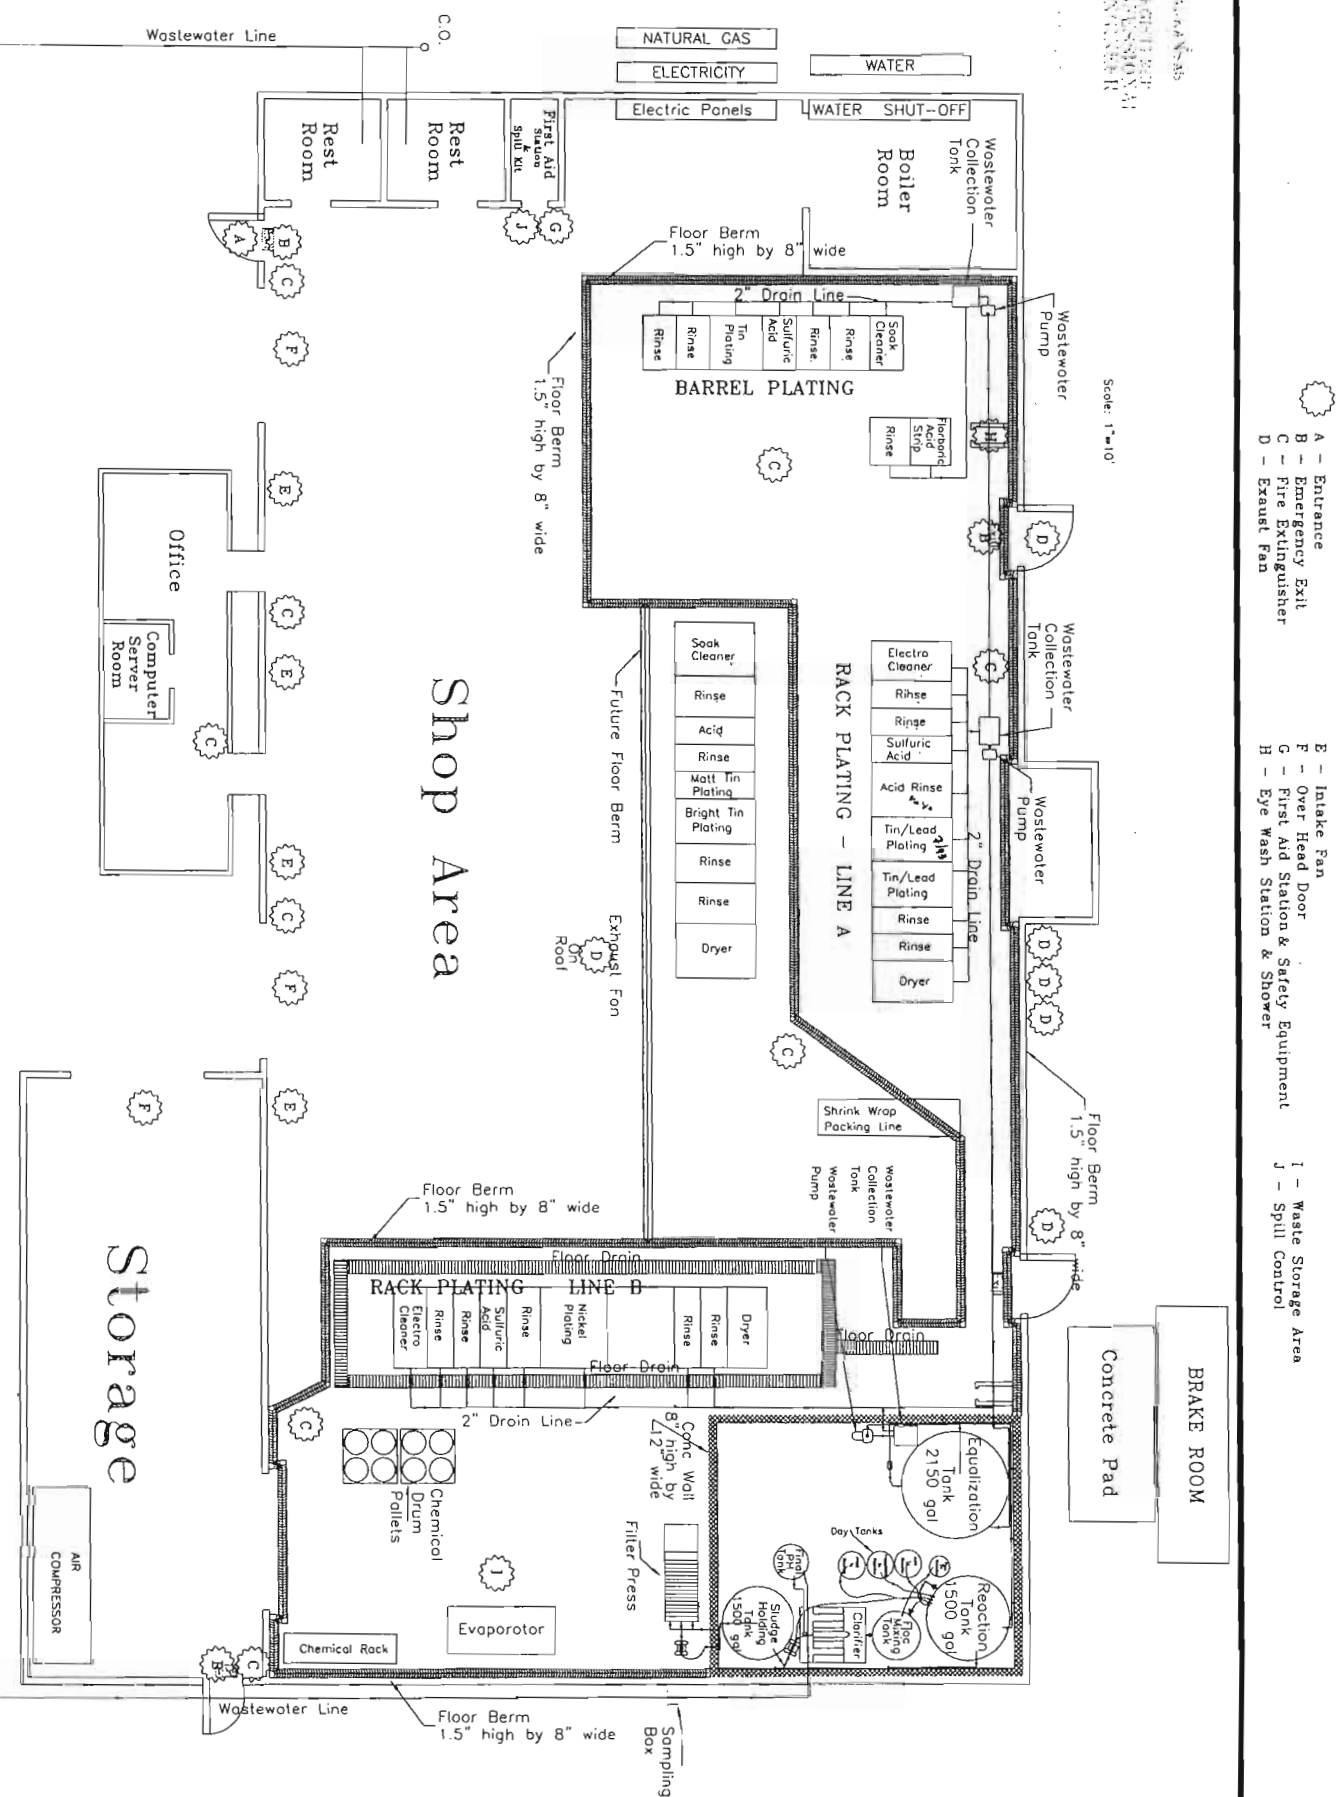 C.O.
Wastewater Line
NATURAL GAS
ELECTRICITY
Electric Panels
WATER
WATER SHUT-OFF
Rest
Room
Rest
Room
First Aid
Station
&
Spill Kit
Boiler
Room
Wastewater
Collection
Tank
A
B
C
J
G
F
Floor Berm
1.5" high by 8" wide
2" Drain Line
Wastewater
Pump
Rinse
Rinse
Tin
Plating
Sulfuric
Acid
Rinse
Rinse
Soak
Cleaner
BARREL PLATING
Scale: 1"=10'
A - Entrance
B - Emergency Exit
C - Fire Extinguisher
D - Exaust Fan
E - Intake Fan
F - Over Head Door
G - First Aid Station & Safety Equipment
H - Eye Wash Station & Shower
I - Waste Storage Area
J - Spill Control
Floor Berm
1.5" high by 8" wide
Rinse
Florboric
Acid
Strip
H
C
E
B
D
Office
Computer
Server
Room
C
E
C
Shop Area
Future Floor Berm
Soak
Cleaner
Rinse
Acid
Rinse
Matt Tin
Plating
Bright Tin
Plating
Rinse
Rinse
Dryer
RACK PLATING - LINE A
Electro
Cleaner
Rinse
Rinse
Sulfuric
Acid
Acid Rinse
Tin/Lead
Plating
7/93
Tin/Lead
Plating
Rinse
Rinse
Dryer
2" Drain Line
C
Wastewater
Collection
Tank
Wastewater
Pump
E
C
F
E
F
Exhaust Fan
On
Roof
D
D
D
D
C
Floor Berm
1.5" high by 8" wide
D
Shrink Wrap
Packing Line
Wastewater
Pump
Wastewater
Collection
Tank
Floor Berm
1.5" high by 8" wide
Floor Drain
RACK PLATING LINE B
Electro
Cleaner
Rinse
Rinse
Sulfuric
Acid
Rinse
Nickel
Plating
Rinse
Rinse
Dryer
Floor Drain
Floor Drain
2" Drain Line
Storage
C
Chemical
Drum
Pallets
Conc Wall
8" high by
12" wide
Filter Press
Equalization
Tank
2150 gal
Concrete Pad
BRAKE ROOM
Day Tanks
Final
PH
Tank
Reaction
Tank
1500 gal
Floc
Mixing
Tank
Clarifier
Sludge
Holding
Tank
1500 gal
I
Evaporator
Chemical Rack
AIR
COMPRESSOR
B
C
Wastewater Line
Floor Berm
1.5" high by 8" wide
Sampling
Box